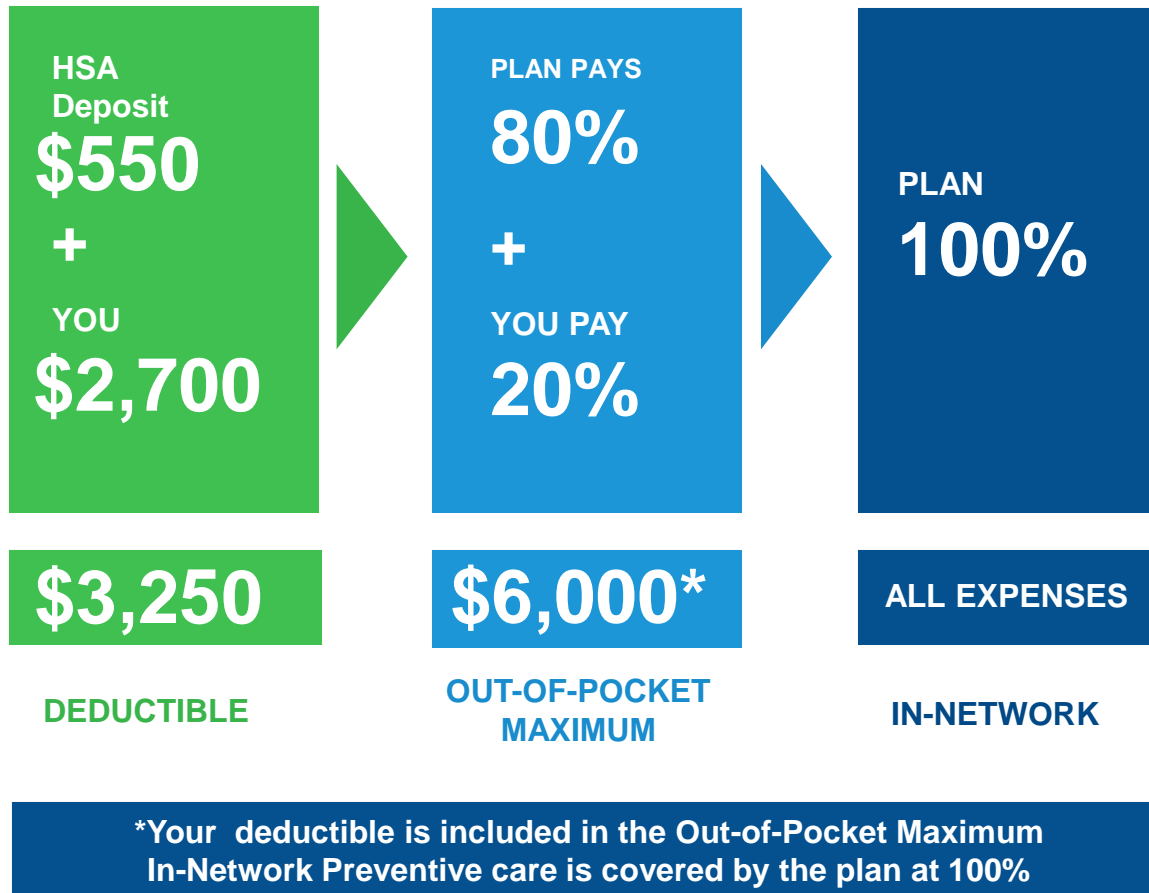 HSA
Deposit
$550
+
YOU
$2,700
$3,250
DEDUCTIBLE
PLAN PAYS
80%
+
YOU PAY
20%
$6,000*
OUT-OF-POCKET
MAXIMUM
PLAN
100%
ALL EXPENSES
IN-NETWORK
*Your deductible is included in the Out-of-Pocket Maximum
In-Network Preventive care is covered by the plan at 100%